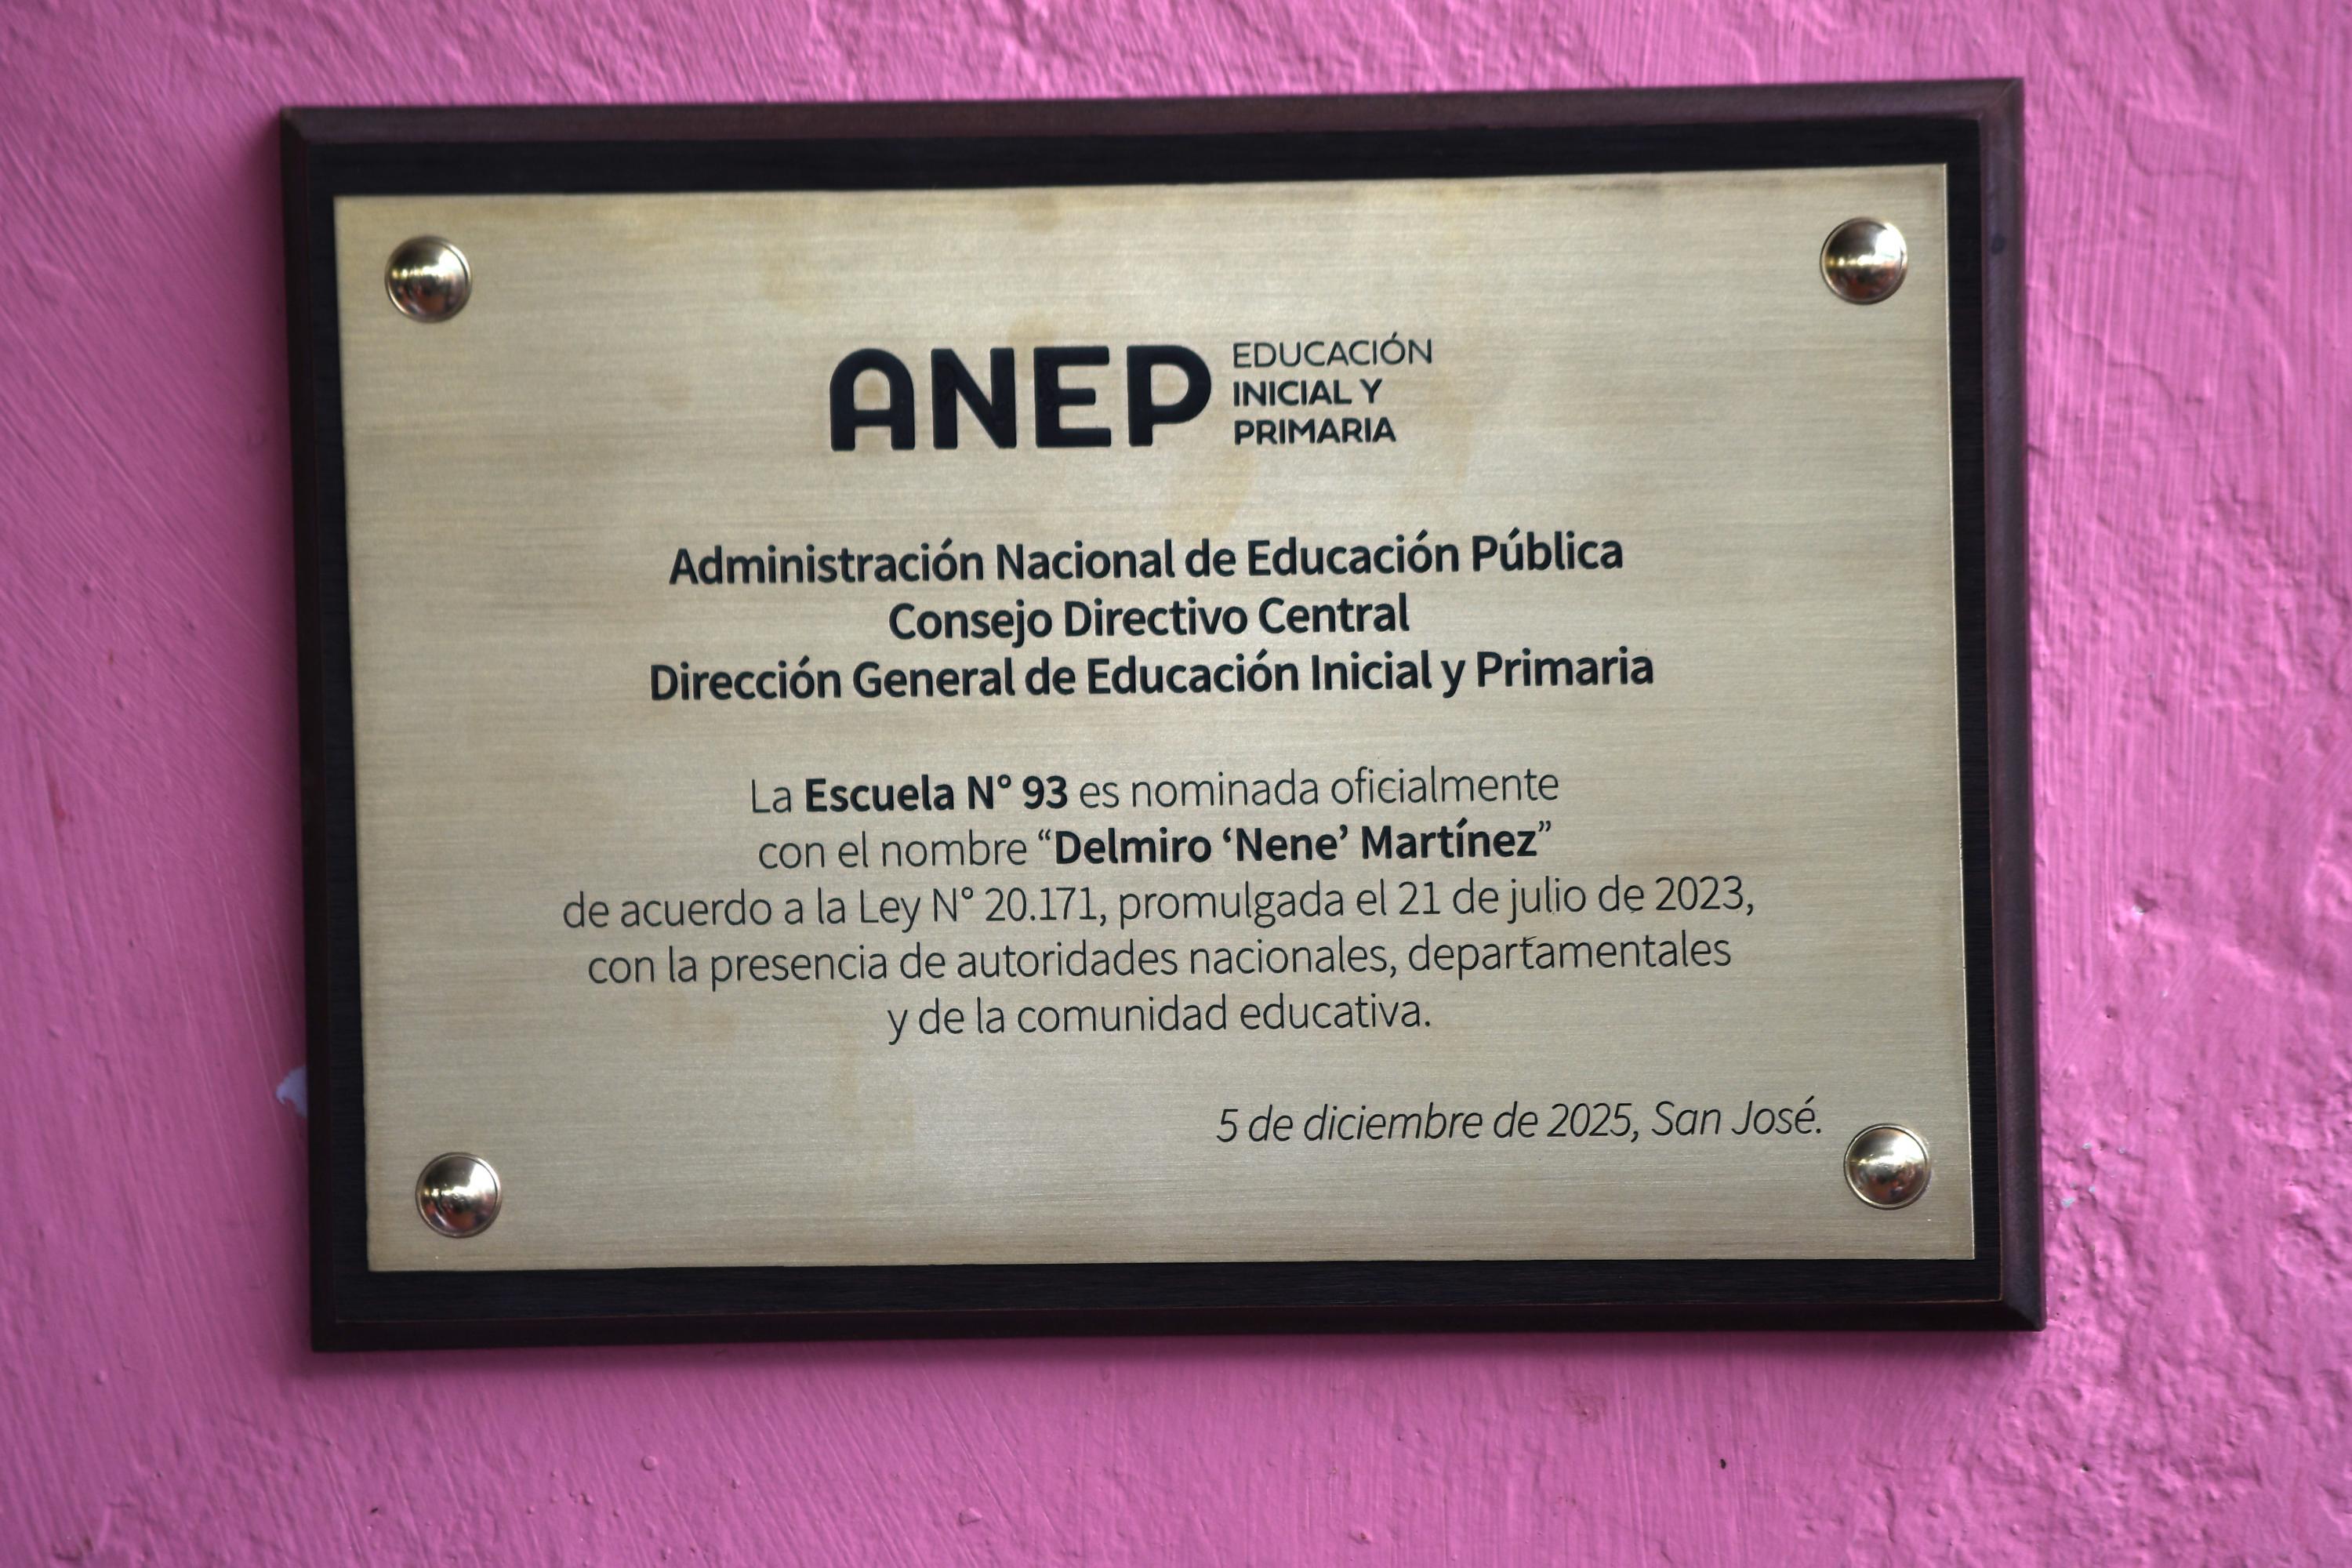 ANEP
EDUCACIÓN
INICIAL Y
PRIMARIA
Administración Nacional de Educación Pública
Consejo Directivo Central
Dirección General de Educación Inicial y Primaria
La Escuela N° 93 es nominada oficialmente
con el nombre “Delmiro ‘Nene’ Martínez”
de acuerdo a la Ley N° 20.171, promulgada el 21 de julio de 2023,
con la presencia de autoridades nacionales, departamentales
y de la comunidad educativa.
5 de diciembre de 2025, San José.